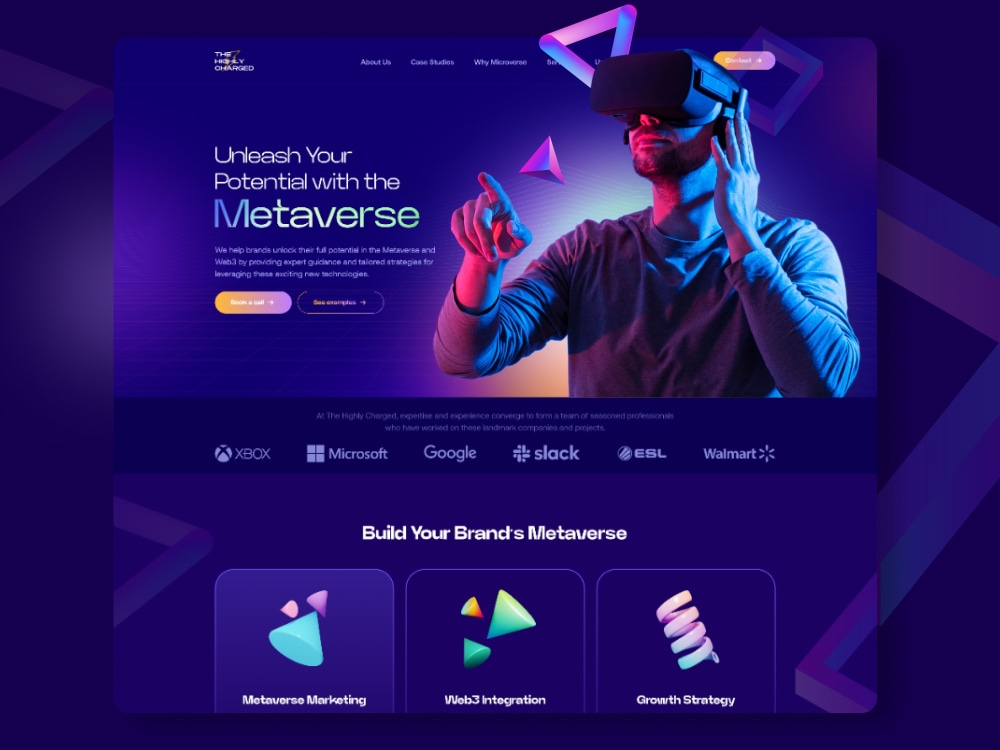 THE
HIGHLY
CHARGED
About Us
Case Studies
Why Microverse
Contact →
Unleash Your
Potential with the
Metaverse
We help brands unlock their full potential in the Metaverse and
Web3 by providing expert guidance and tailored strategies for
leveraging these exciting new technologies.
Book a call →
See examples →
At The Highly Charged, expertise and experience converge to form a team of seasoned professionals
who have worked on these landmark companies and projects.
XBOX
Microsoft
Google
slack
ESL
Walmart
Build Your Brand's Metaverse
Metaverse Marketing
Web3 Integration
Growth Strategy